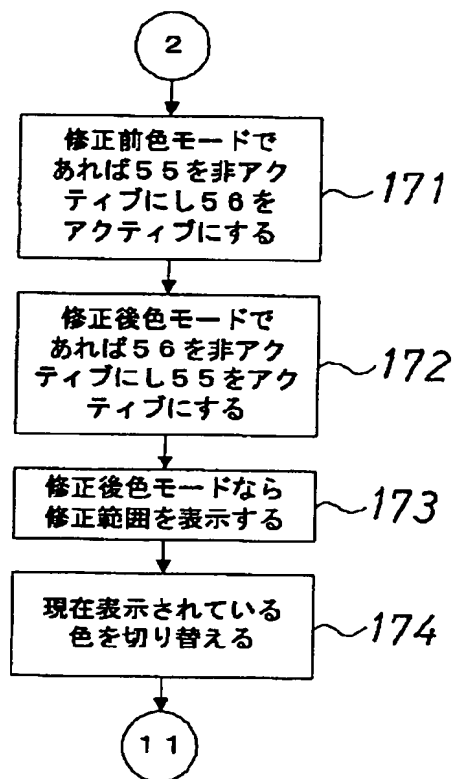 2
修正前色モードで
あれば５５を非アク
ティブにし５６を
アクティブにする
171
修正後色モードで
あれば５６を非アク
ティブにし５５をアク
ティブにする
172
修正後色モードなら
修正範囲を表示する
173
現在表示されている
色を切り替える
174
１１